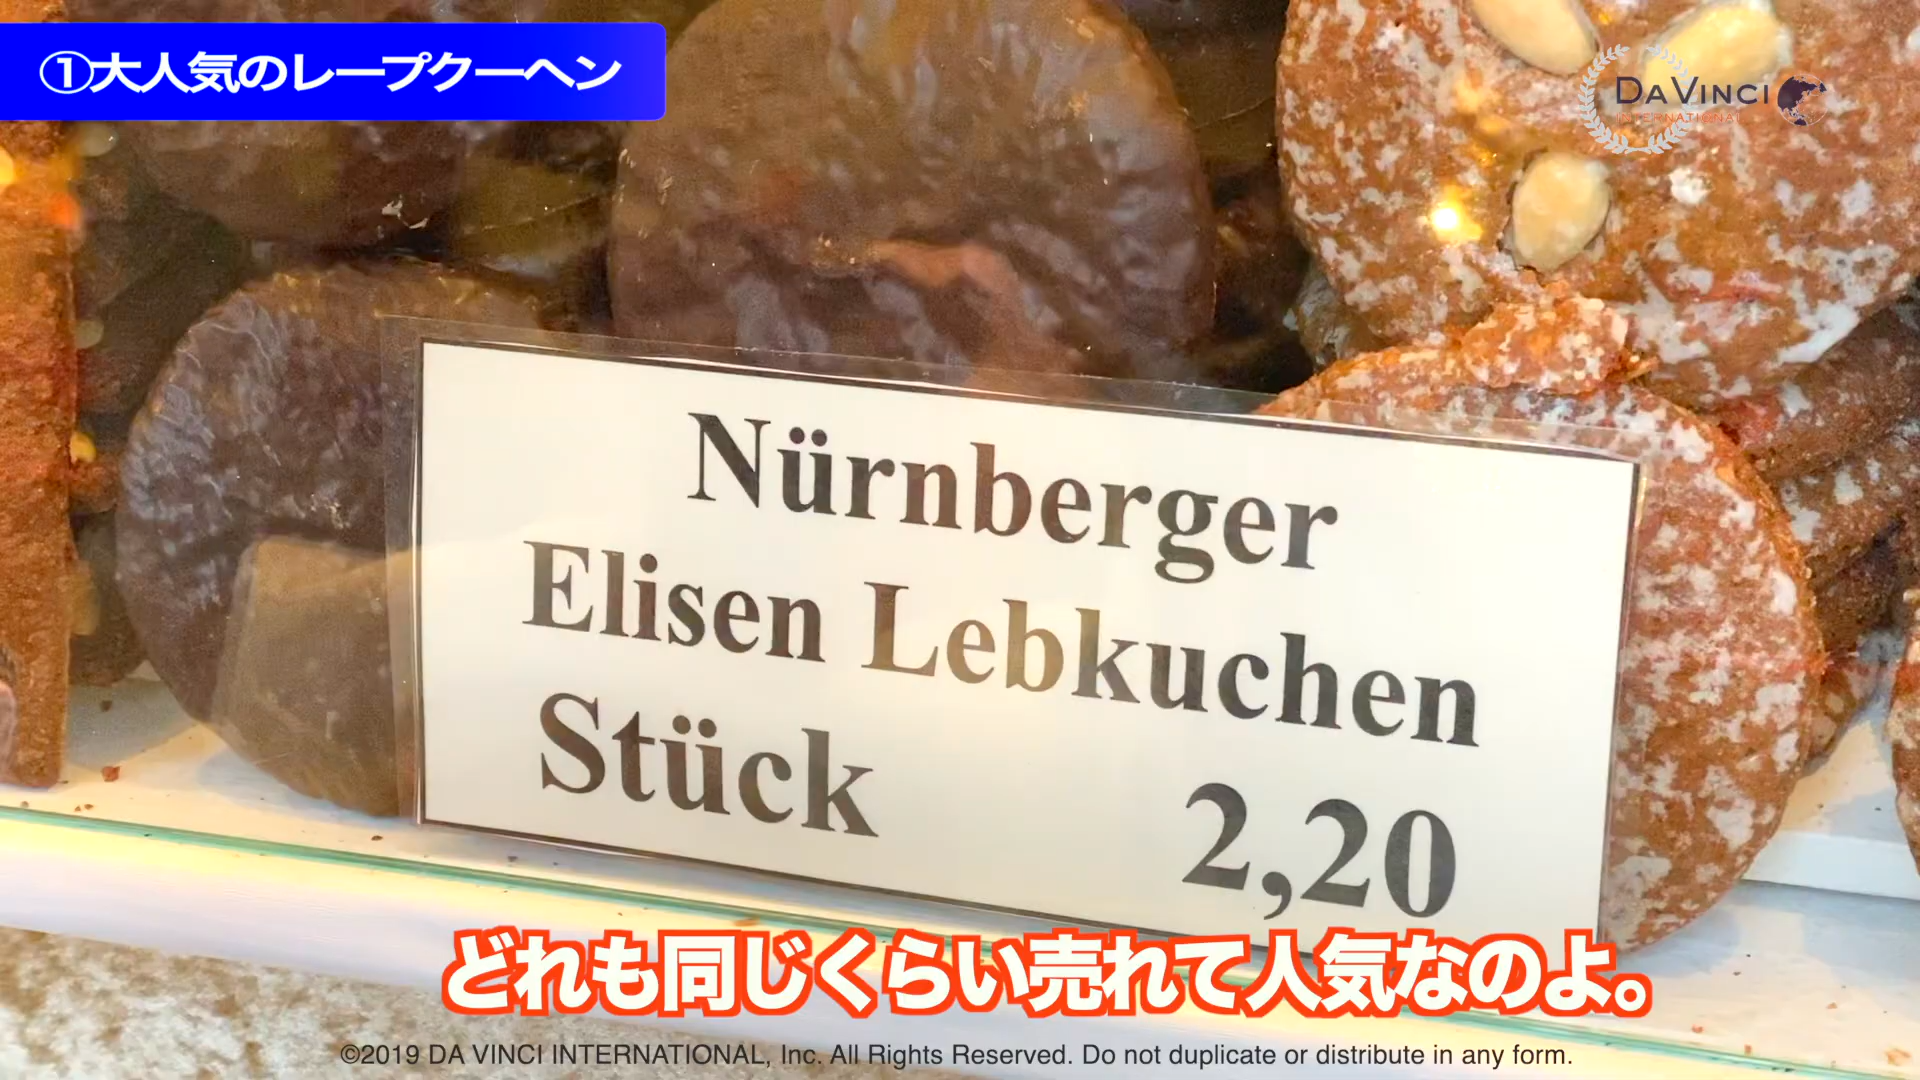 ①大人気のレープクーヘン
DAVINCI
INTERNATIONAL
Nürnberger
Elisen Lebkuchen
Stück 2,20
どれも同じくらい売れて人気なのよ。
©2019 DA VINCI INTERNATIONAL, Inc. All Rights Reserved. Do not duplicate or distribute in any form.